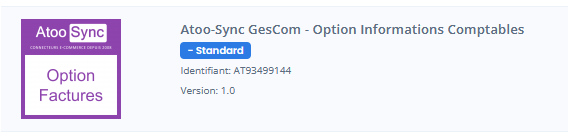 Atoo Sync
CONNECTEURS E-COMMERCE DEPUIS 2008
Option
Factures
Atoo-Sync GesCom - Option Informations Comptables
- Standard
Identifiant: AT93499144
Version: 1.0